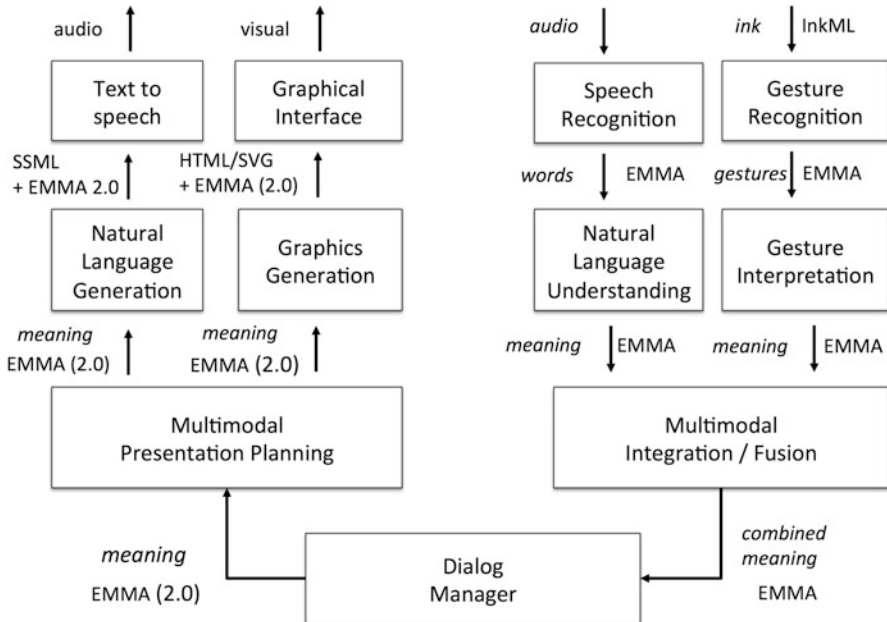 audio
visual
audio
ink
InkML
Text to
speech
Graphical
Interface
Speech
Recognition
Gesture
Recognition
SSML
+ EMMA 2.0
HTML/SVG
+ EMMA (2.0)
words
EMMA
gestures
EMMA
Natural
Language
Generation
Graphics
Generation
Natural
Language
Understanding
Gesture
Interpretation
meaning
EMMA (2.0)
meaning
EMMA (2.0)
meaning
EMMA
meaning
EMMA
Multimodal
Presentation Planning
Multimodal
Integration / Fusion
meaning
EMMA (2.0)
Dialog
Manager
combined
meaning
EMMA